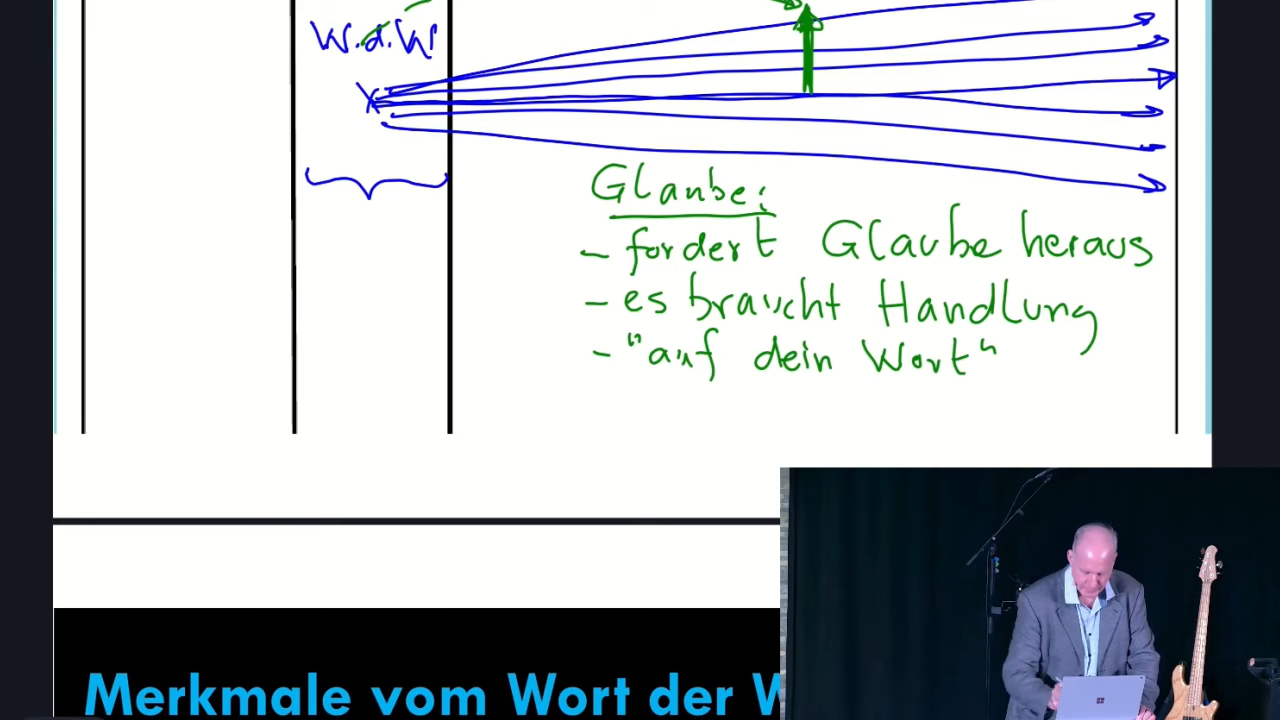 W.d.W
Glaube:
- fordert Glaube heraus
- es braucht Handlung
- "auf dein Wort"
Merkmale vom Wort der